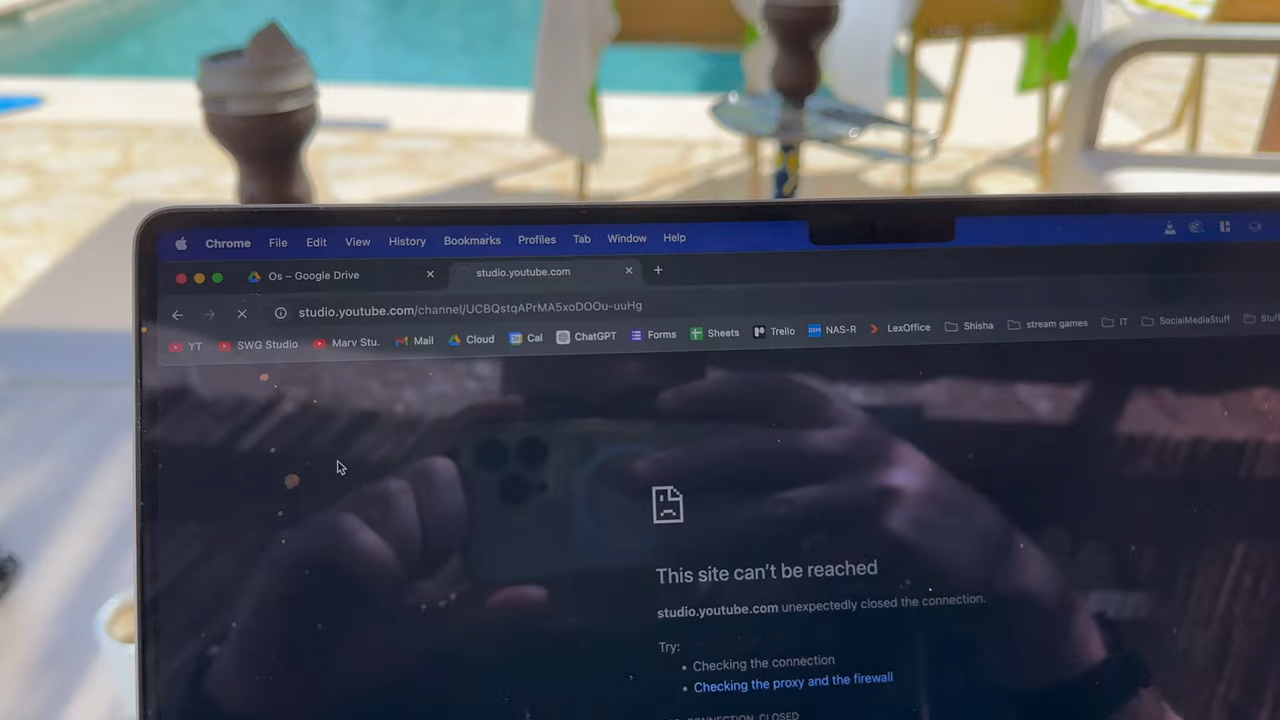 Chrome File Edit View History Bookmarks Profiles Tab Window Help
Os – Google Drive studio.youtube.com
studio.youtube.com/channel/UCBQstqAPrMA5xoDOOu-uuHg
YT SWG Studio Marv Stu. Mail Cloud Cal ChatGPT Forms Sheets Trello DSM NAS-R LexOffice Shisha stream games IT SocialMediaStuff Stuf
This site can't be reached
studio.youtube.com unexpectedly closed the connection.
Try:
• Checking the connection
• Checking the proxy and the firewall
CONNECTION_CLOSED